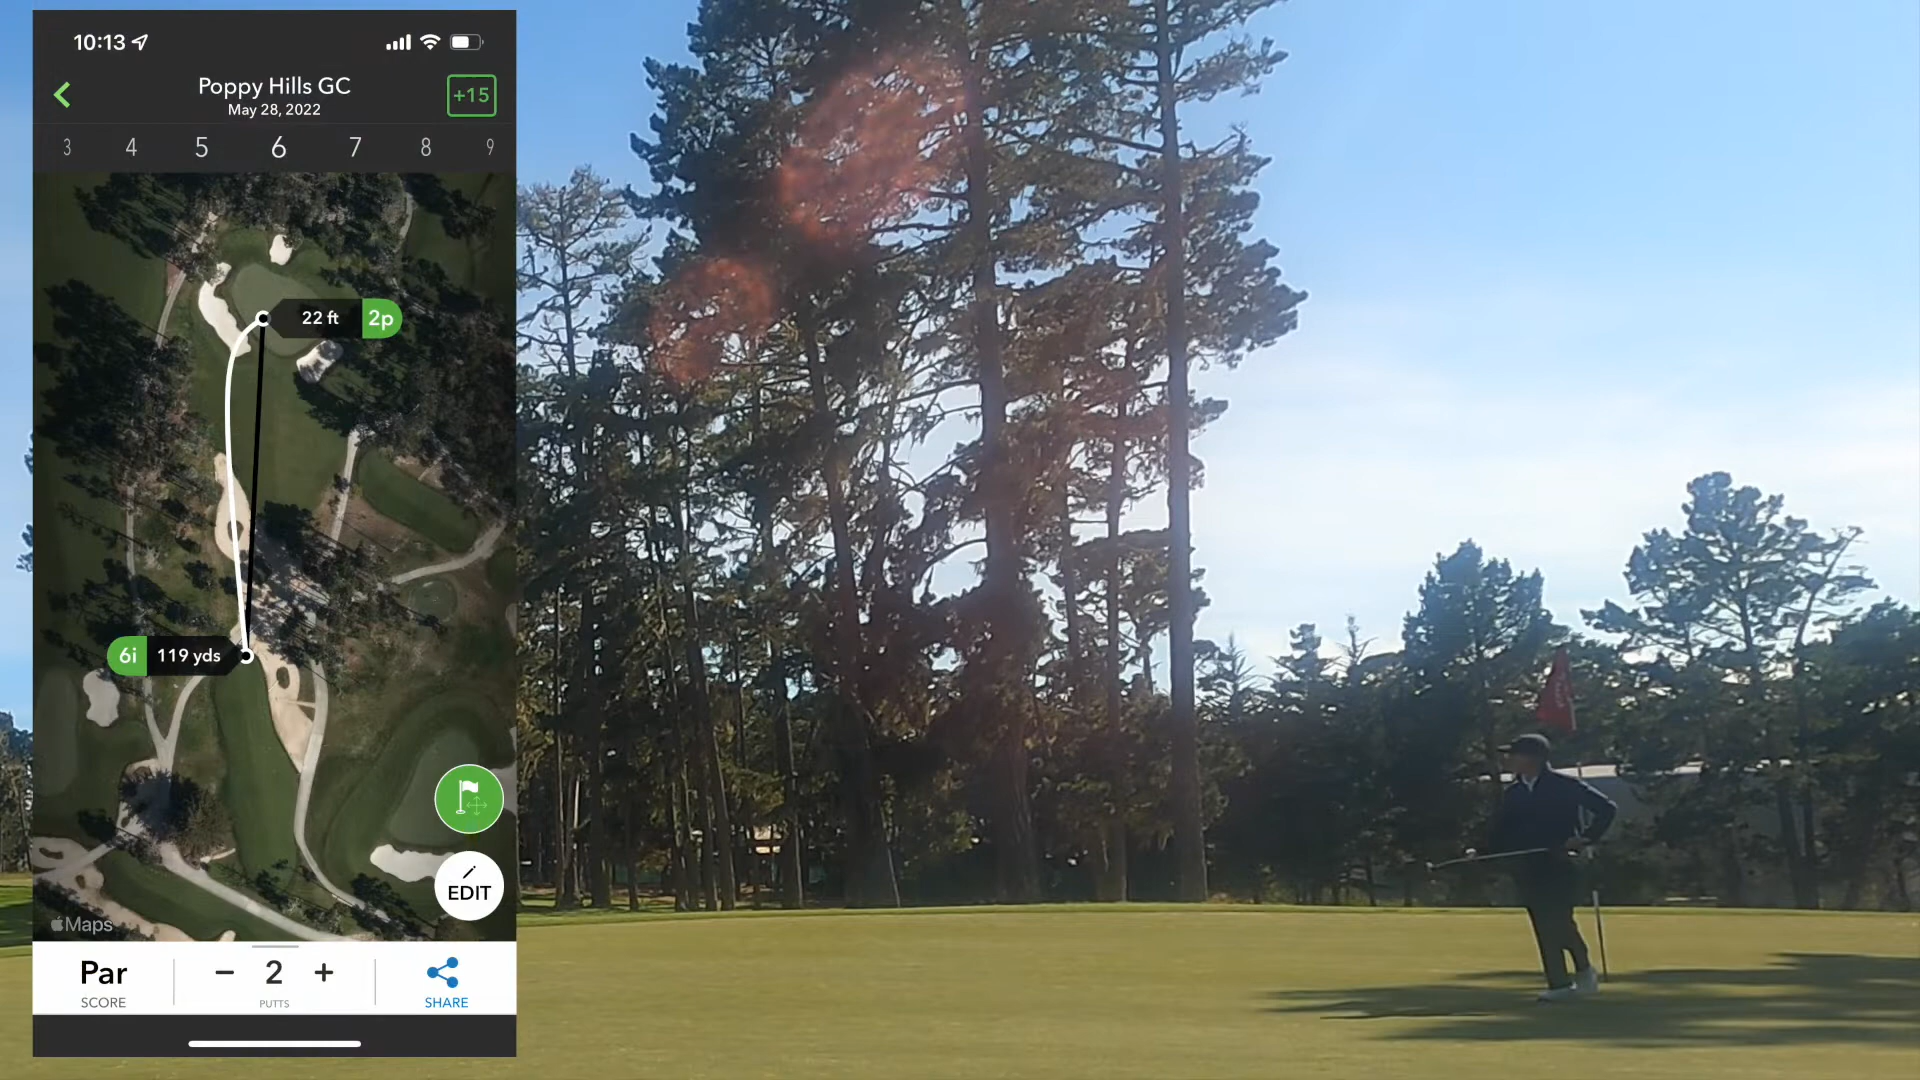 10:13
Poppy Hills GC
May 28, 2022
+15
3 4 5 6 7 8 9
22 ft 2p
6i 119 yds
EDIT
Maps
Par − 2 +
SCORE PUTTS SHARE